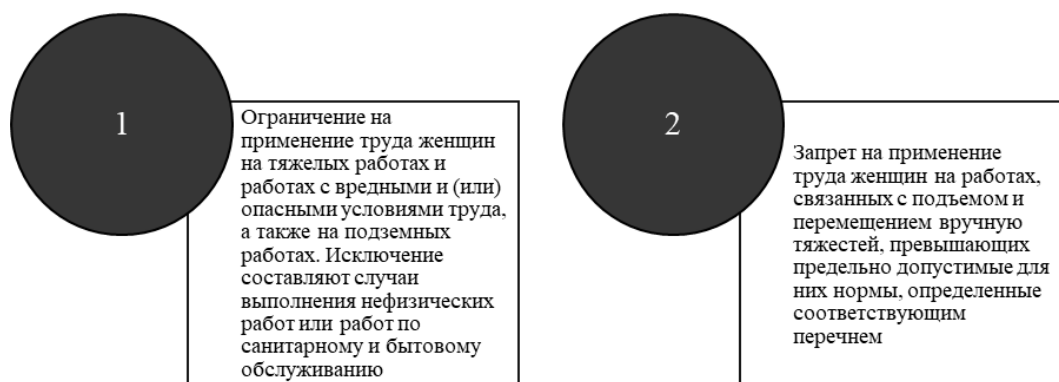 1
Ограничение на
применение труда женщин
на тяжелых работах и
работах с вредными и (или)
опасными условиями труда,
а также на подземных
работах. Исключение
составляют случаи
выполнения нефизических
работ или работ по
санитарному и бытовому
обслуживанию
2
Запрет на применение
труда женщин на работах,
связанных с подъемом и
перемещением вручную
тяжестей, превышающих
предельно допустимые для
них нормы, определенные
соответствующим
перечнем